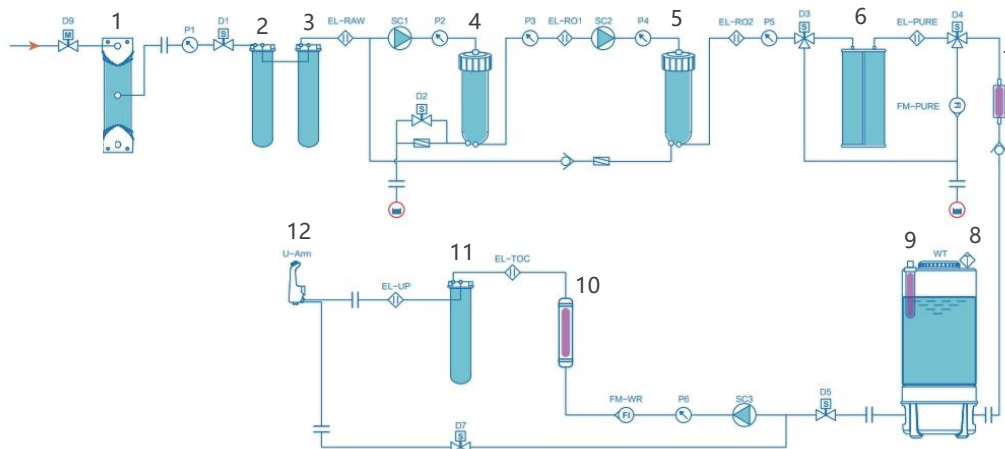 1
2
3
4
5
6
8
9
10
11
12
D9
M
P1
D1
S
EL-RAW
SC1
P2
P3
EL-RO1
SC2
P4
EL-RO2
P5
D3
S
EL-PURE
D4
S
D2
S
FM-PURE
FI
U-Arm
EL-UP
EL-TOC
WT
FM-WR
FI
P6
SC3
D5
S
D7
S